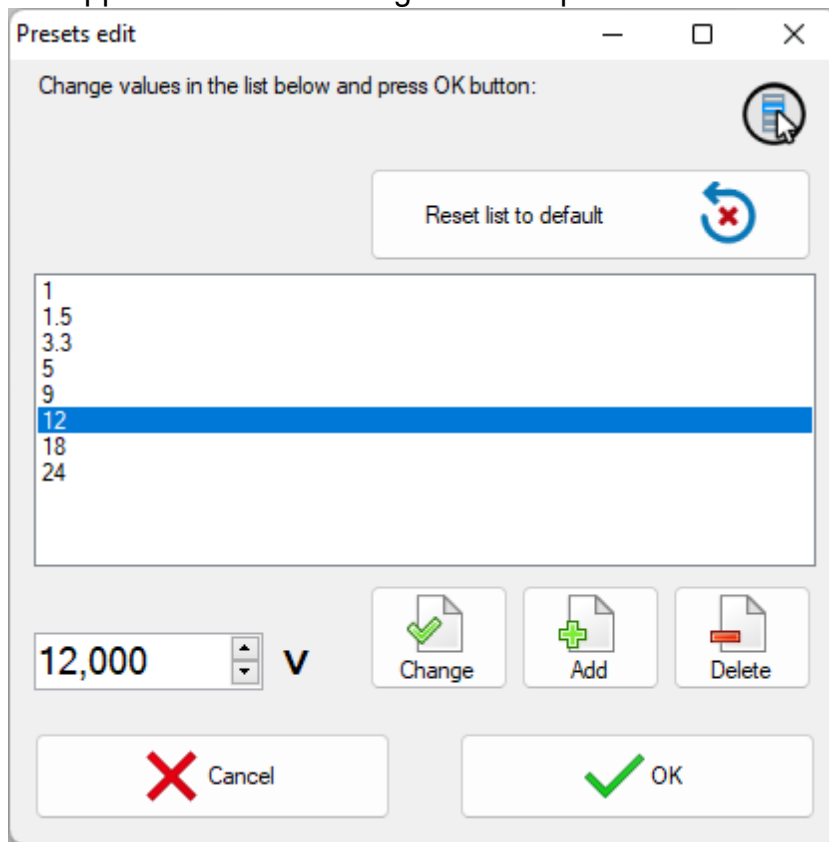 Presets edit
Change values in the list below and press OK button:
Reset list to default
1
1.5
3.3
5
9
12
18
24
12,000 V
Change
Add
Delete
Cancel
OK